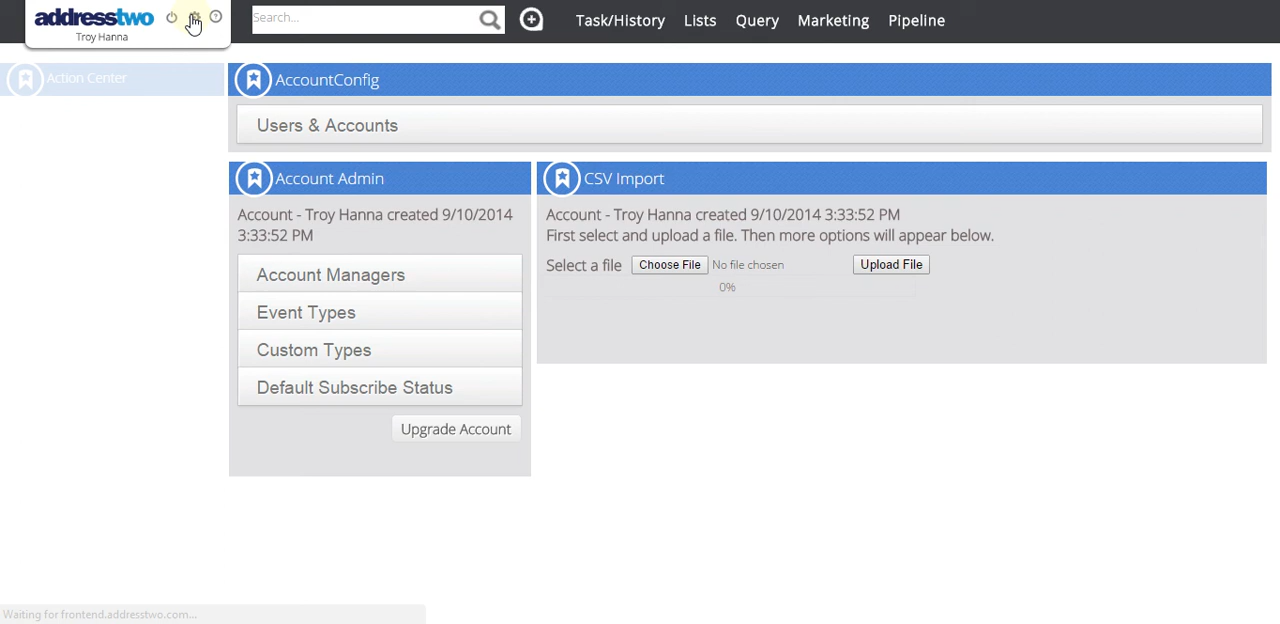 addresstwo
Troy Hanna
Search...
Task/History Lists Query Marketing Pipeline
Action Center
AccountConfig
Users & Accounts
Account Admin
Account - Troy Hanna created 9/10/2014
3:33:52 PM
Account Managers
Event Types
Custom Types
Default Subscribe Status
Upgrade Account
CSV Import
Account - Troy Hanna created 9/10/2014 3:33:52 PM
First select and upload a file. Then more options will appear below.
Select a file Choose File No file chosen Upload File
0%
Waiting for frontend.addresstwo.com...